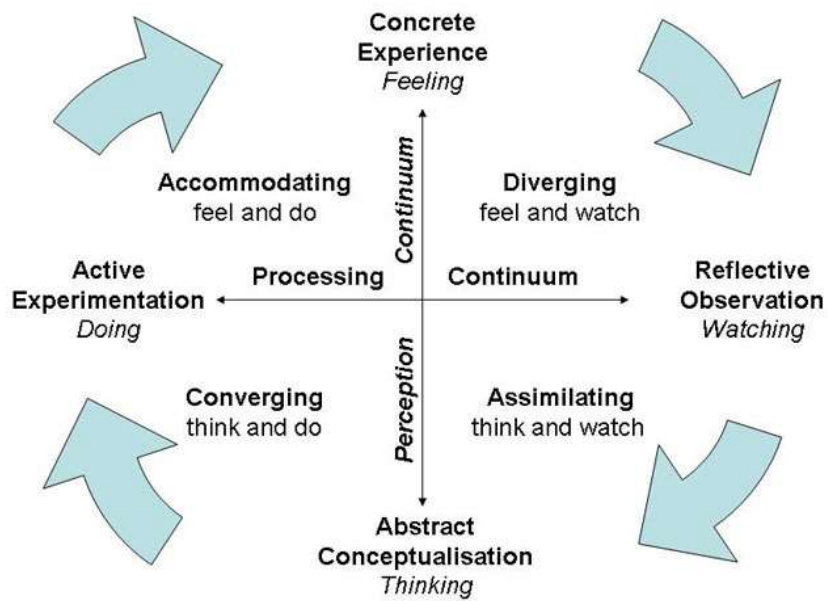 Concrete
Experience
Feeling
Continuum
Accommodating
feel and do
Diverging
feel and watch
Active
Experimentation
Doing
Processing
Continuum
Reflective
Observation
Watching
Perception
Converging
think and do
Assimilating
think and watch
Abstract
Conceptualisation
Thinking